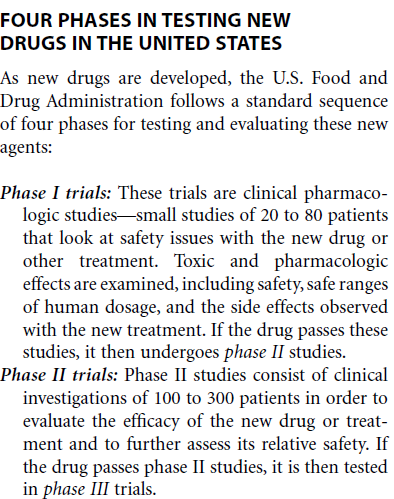 FOUR PHASES IN TESTING NEW
DRUGS IN THE UNITED STATES
As new drugs are developed, the U.S. Food and
Drug Administration follows a standard sequence
of four phases for testing and evaluating these new
agents:
Phase I trials: These trials are clinical pharmaco-
logic studies—small studies of 20 to 80 patients
that look at safety issues with the new drug or
other treatment. Toxic and pharmacologic
effects are examined, including safety, safe ranges
of human dosage, and the side effects observed
with the new treatment. If the drug passes these
studies, it then undergoes phase II studies.
Phase II trials: Phase II studies consist of clinical
investigations of 100 to 300 patients in order to
evaluate the efficacy of the new drug or treat-
ment and to further assess its relative safety. If
the drug passes phase II studies, it is then tested
in phase III trials.